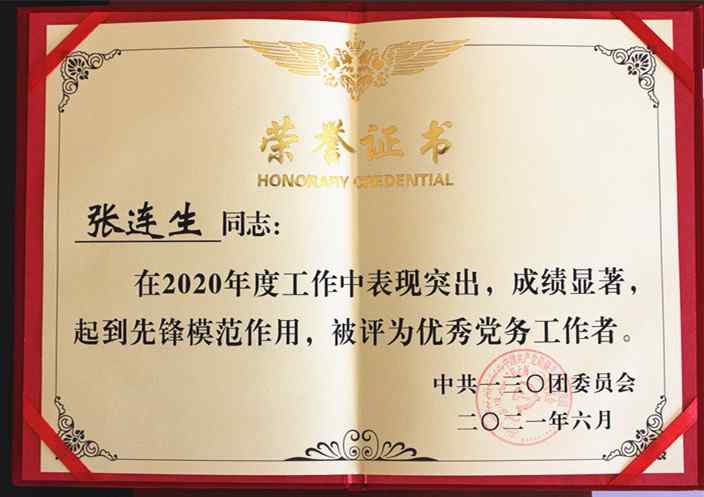 荣誉证书
HONORARY CREDENTIAL
张连生 同志：
在2020年度工作中表现突出，成绩显著，
起到先锋模范作用，被评为优秀党务工作者。
中共一三〇团委员会
二〇二一年六月